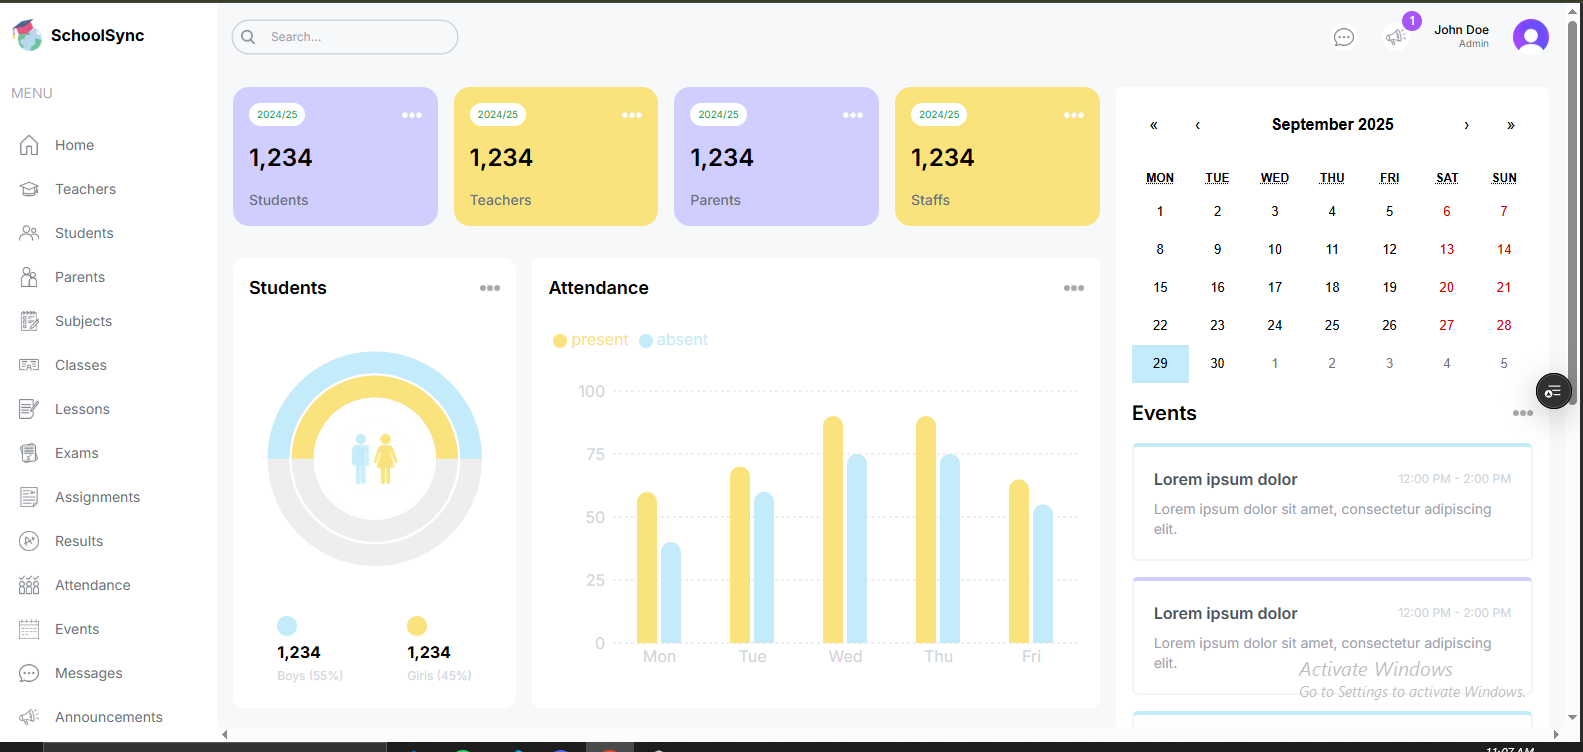 SchoolSync
Search...
1
John Doe
Admin
MENU
Home
Teachers
Students
Parents
Subjects
Classes
Lessons
Exams
Assignments
Results
Attendance
Events
Messages
Announcements
2024/25
1,234
Students
2024/25
1,234
Teachers
2024/25
1,234
Parents
2024/25
1,234
Staffs
Students
1,234
Boys (55%)
1,234
Girls (45%)
Attendance
present absent
100
75
50
25
0
Mon Tue Wed Thu Fri
« ‹ September 2025 › »
MON TUE WED THU FRI SAT SUN
1 2 3 4 5 6 7
8 9 10 11 12 13 14
15 16 17 18 19 20 21
22 23 24 25 26 27 28
29 30 1 2 3 4 5
Events
Lorem ipsum dolor 12:00 PM - 2:00 PM
Lorem ipsum dolor sit amet, consectetur adipiscing
elit.
Lorem ipsum dolor 12:00 PM - 2:00 PM
Lorem ipsum dolor sit amet, consectetur adipiscing
elit.
Activate Windows
Go to Settings to activate Windows.
11:07 AM